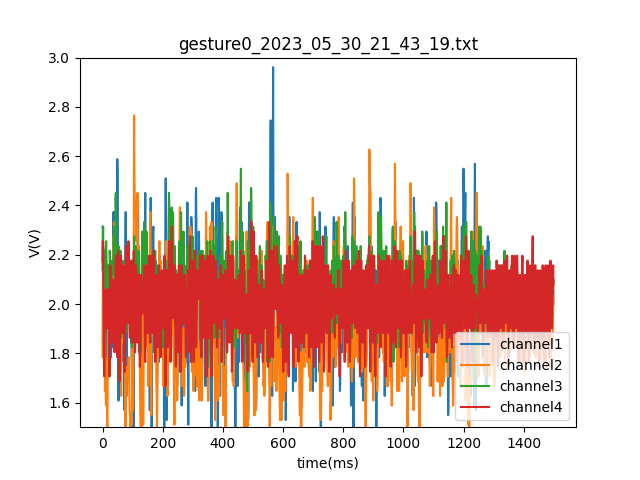 gesture0_2023_05_30_21_43_19.txt
3.0
2.8
2.6
2.4
2.2
2.0
1.8
1.6
V(V)
channel1
channel2
channel3
channel4
0 200 400 600 800 1000 1200 1400
time(ms)